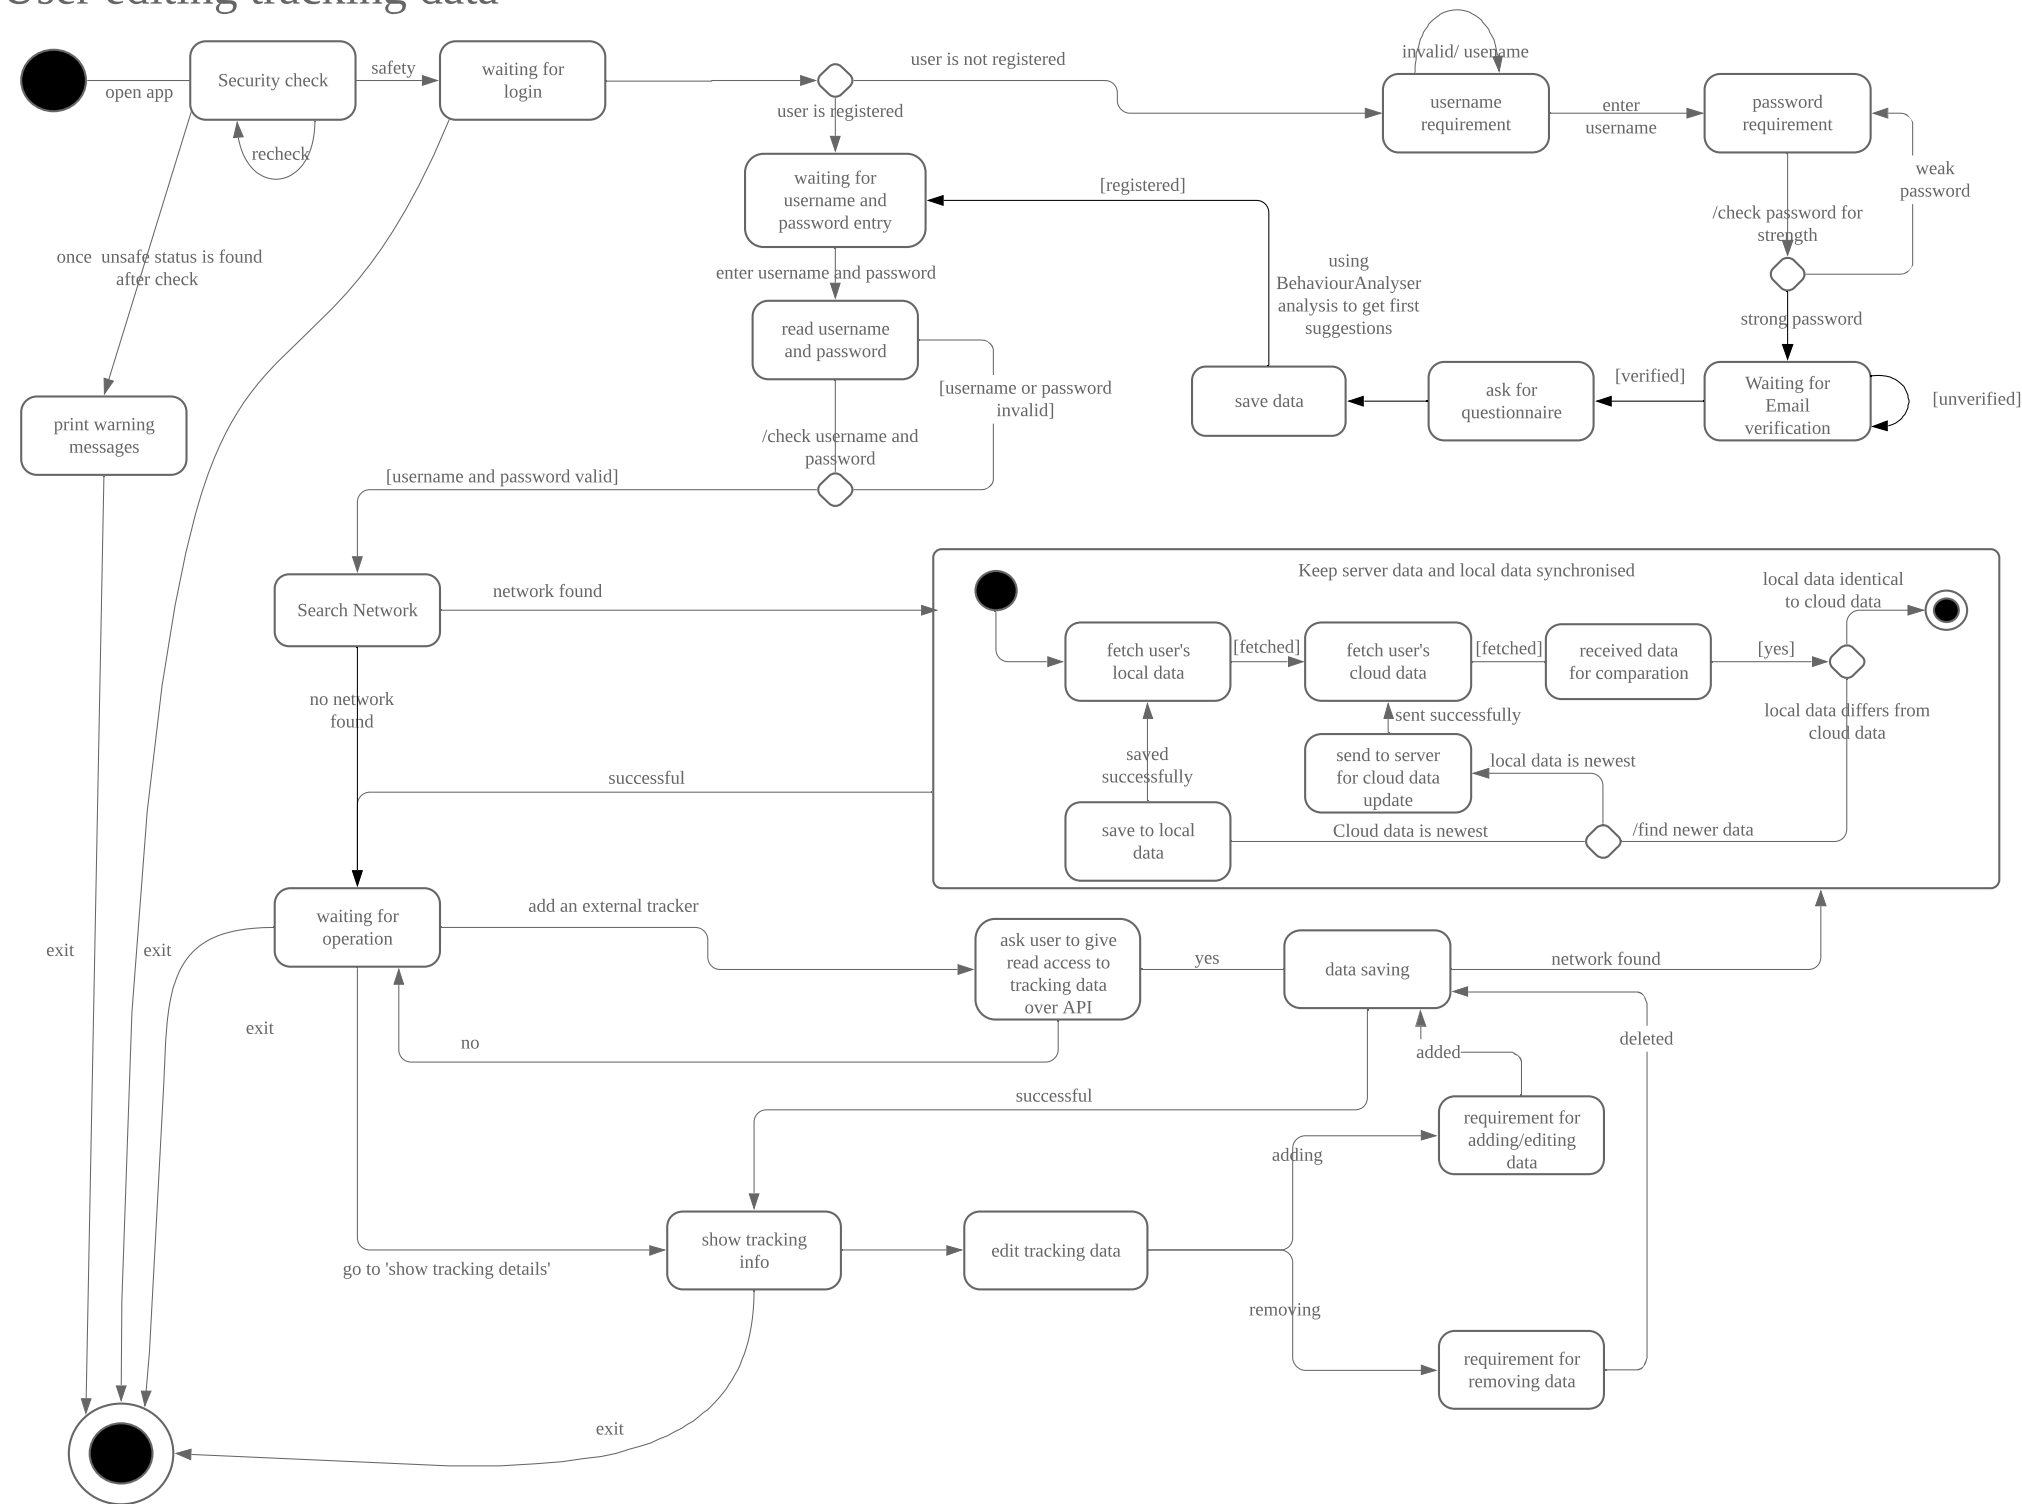 User editing tracking data
Security check
safety
open app
recheck
waiting for
login
user is not registered
user is registered
invalid/ usename
username
requirement
enter
username
password
requirement
weak
password
/check password for
strength
strong password
waiting for
username and
password entry
[registered]
enter username and password
read username
and password
[username or password
invalid]
/check username and
password
[username and password valid]
using
BehaviourAnalyser
analysis to get first
suggestions
save data
ask for
questionnaire
[verified]
Waiting for
Email
verification
[unverified]
once unsafe status is found
after check
print warning
messages
Search Network
network found
no network
found
successful
Keep server data and local data synchronised
local data identical
to cloud data
fetch user's
local data
[fetched]
fetch user's
cloud data
[fetched]
received data
for comparation
[yes]
local data differs from
cloud data
sent successfully
send to server
for cloud data
update
local data is newest
saved
successfully
save to local
data
Cloud data is newest
/find newer data
waiting for
operation
add an external tracker
ask user to give
read access to
tracking data
over API
yes
data saving
network found
exit
exit
exit
no
added
deleted
successful
requirement for
adding/editing
data
adding
show tracking
info
go to 'show tracking details'
edit tracking data
removing
requirement for
removing data
exit